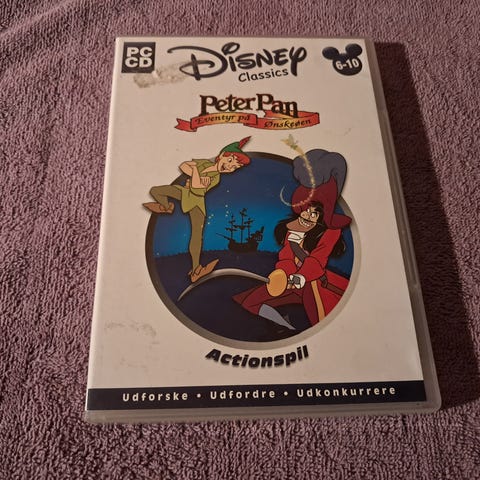 PC
CD
Disney
Classics
6-10
Peter Pan
Eventyr på Ønskeøen
Actionspil
Udforske • Udfordre • Udkonkurrere